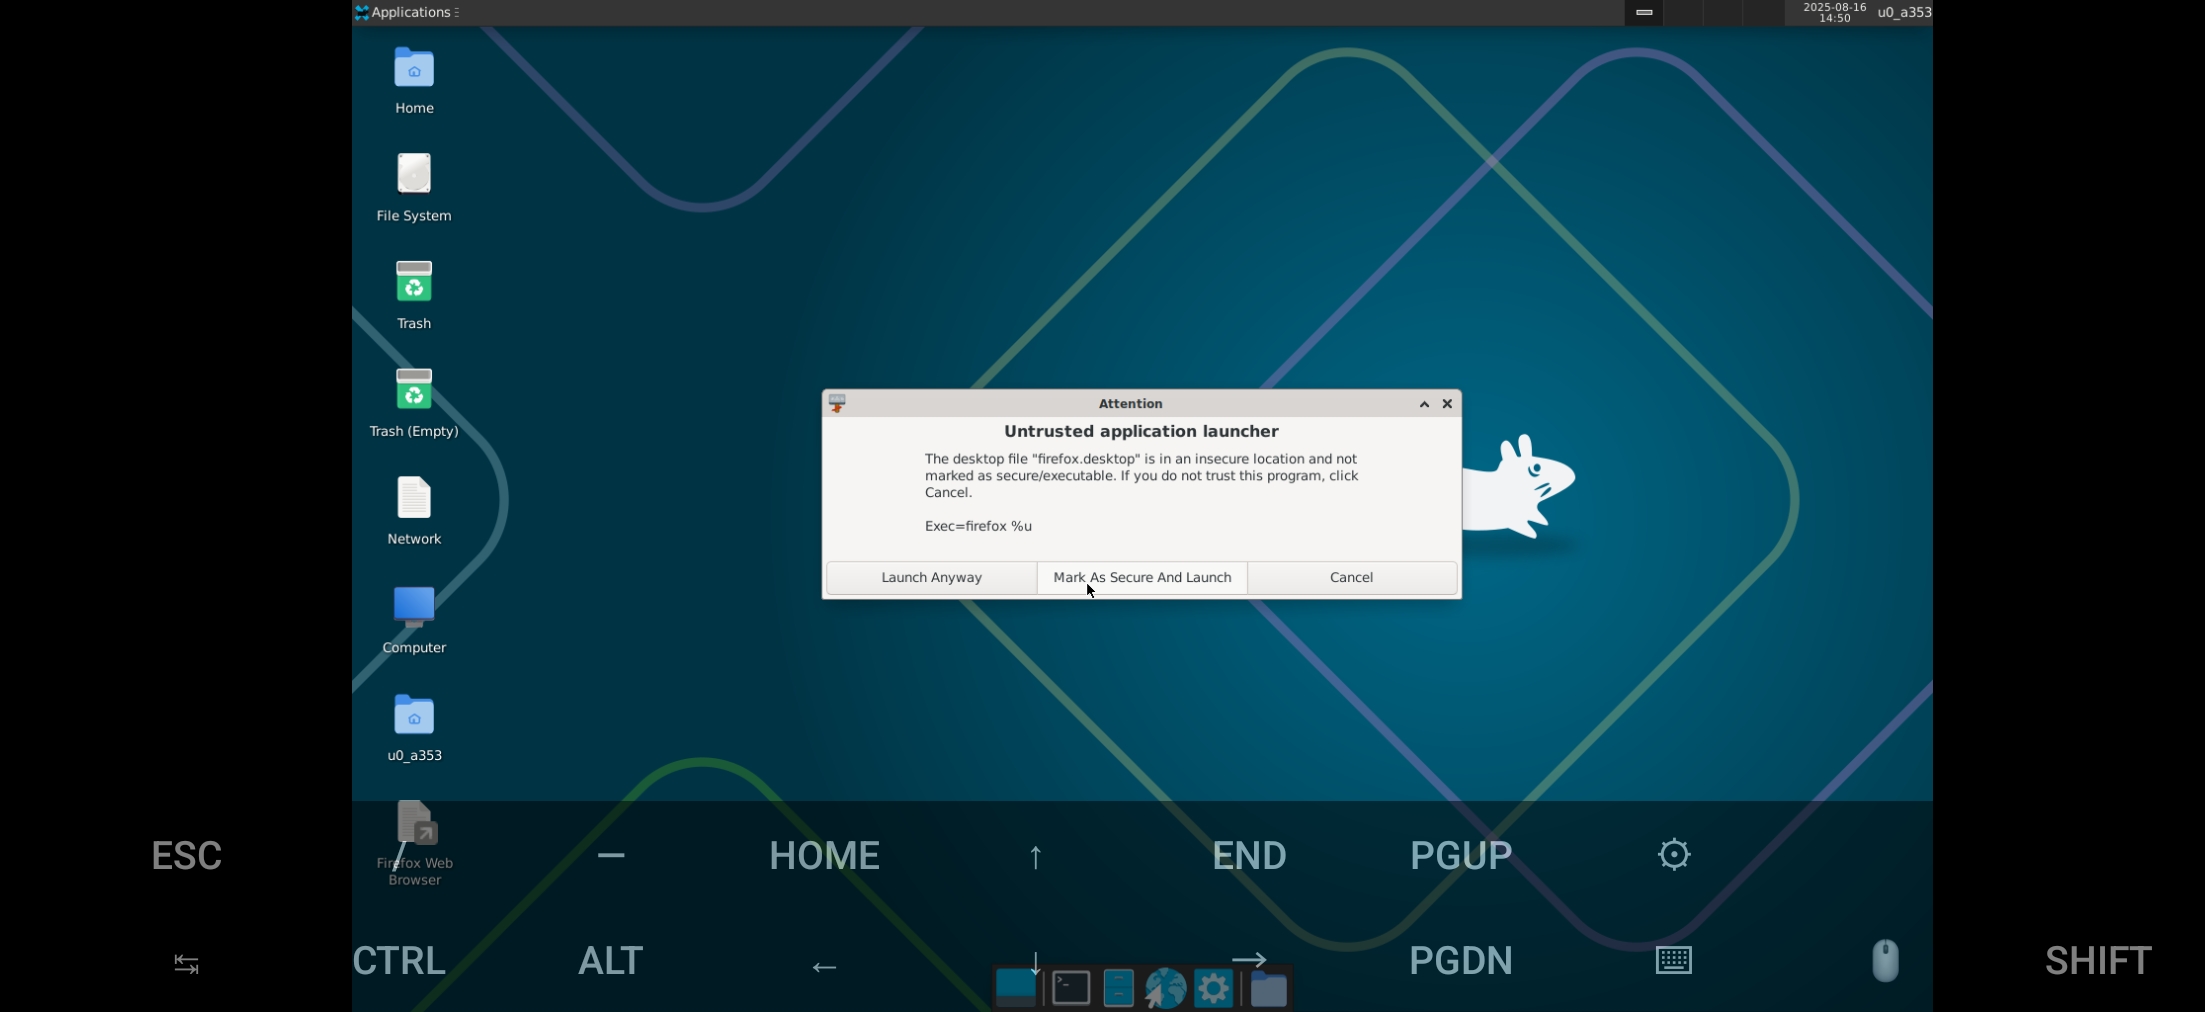 Applications
2025-08-16
14:50
u0_a353
Home
File System
Trash
Trash (Empty)
Network
Computer
u0_a353
Firefox Web
Browser
Attention
Untrusted application launcher
The desktop file "firefox.desktop" is in an insecure location and not
marked as secure/executable. If you do not trust this program, click
Cancel.
Exec=firefox %u
Launch Anyway
Mark As Secure And Launch
Cancel
ESC / — HOME ↑ END PGUP
CTRL ALT ← ↓ → PGDN SHIFT